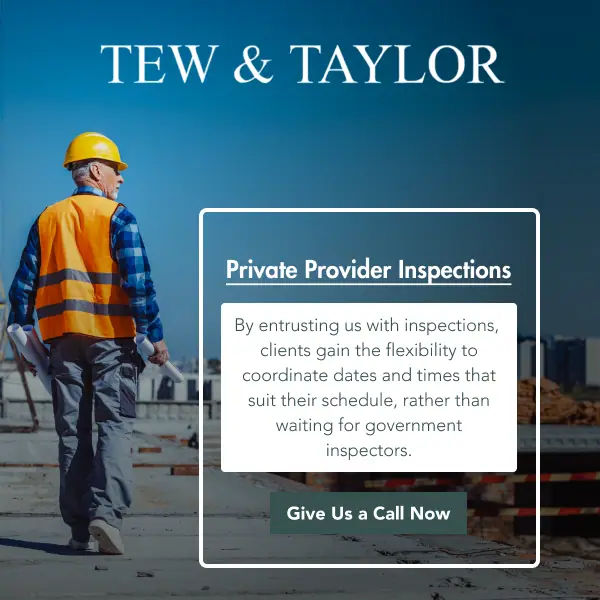 TEW & TAYLOR
Private Provider Inspections
By entrusting us with inspections,
clients gain the flexibility to
coordinate dates and times that
suit their schedule, rather than
waiting for government
inspectors.
Give Us a Call Now